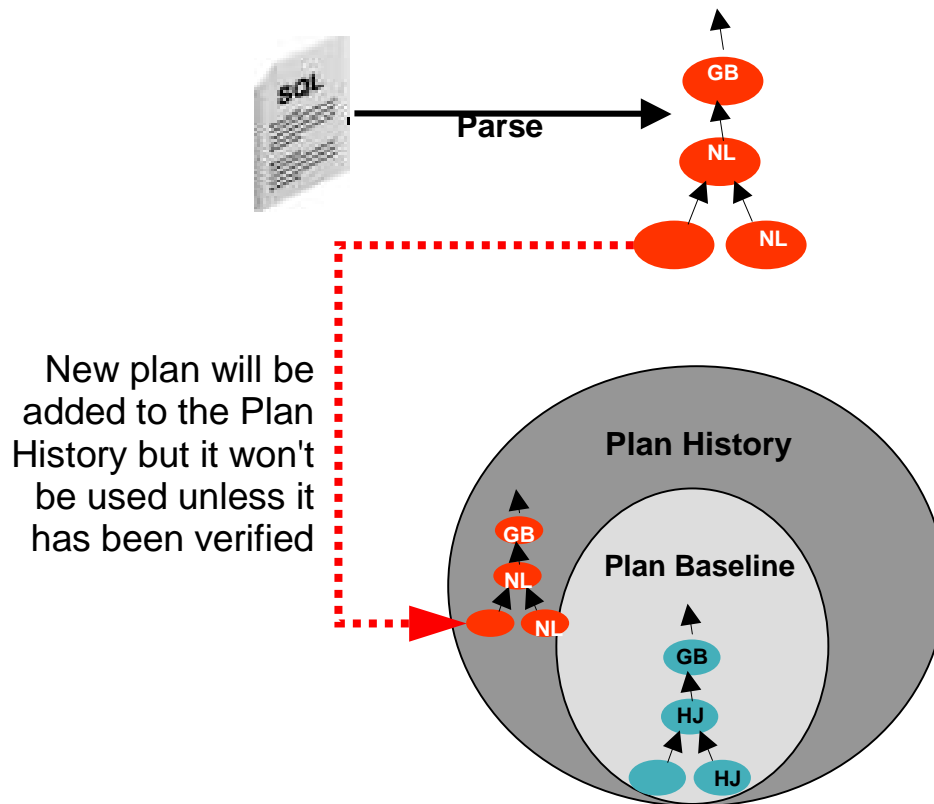 SQL
Parse
GB
NL
NL
New plan will be
added to the Plan
History but it won't
be used unless it
has been verified
Plan History
GB
NL
NL
Plan Baseline
GB
HJ
HJ